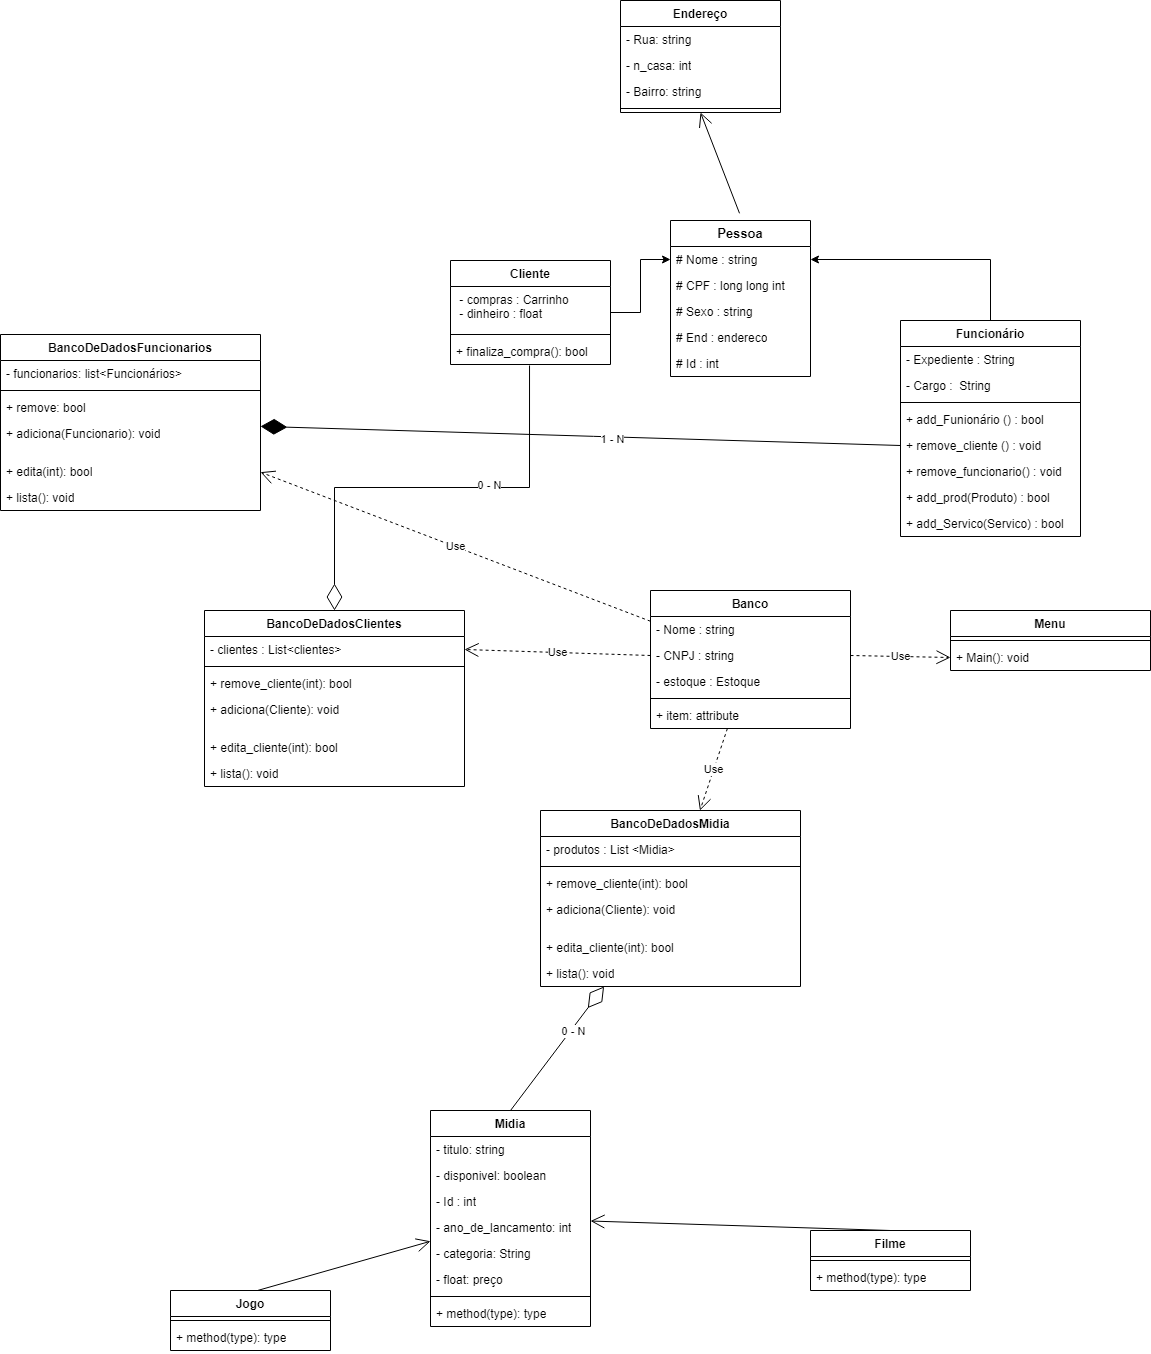 Endereço
- Rua: string
- n_casa: int
- Bairro: string
Pessoa
# Nome : string
# CPF : long long int
# Sexo : string
# End : endereco
# Id : int
Cliente
- compras : Carrinho
- dinheiro : float
+ finaliza_compra(): bool
Funcionário
- Expediente : String
- Cargo :  String
+ add_Funionário () : bool
+ remove_cliente () : void
+ remove_funcionario() : void
+ add_prod(Produto) : bool
+ add_Servico(Servico) : bool
BancoDeDadosFuncionarios
- funcionarios: list<Funcionários>
+ remove: bool
+ adiciona(Funcionario): void
+ edita(int): bool
+ lista(): void
1 - N
0 - N
Use
BancoDeDadosClientes
- clientes : List<clientes>
+ remove_cliente(int): bool
+ adiciona(Cliente): void
+ edita_cliente(int): bool
+ lista(): void
Use
Banco
- Nome : string
- CNPJ : string
- estoque : Estoque
+ item: attribute
Use
Menu
+ Main(): void
Use
BancoDeDadosMidia
- produtos : List <Midia>
+ remove_cliente(int): bool
+ adiciona(Cliente): void
+ edita_cliente(int): bool
+ lista(): void
0 - N
Midia
- titulo: string
- disponivel: boolean
- Id : int
- ano_de_lancamento: int
- categoria: String
- float: preço
+ method(type): type
Filme
+ method(type): type
Jogo
+ method(type): type